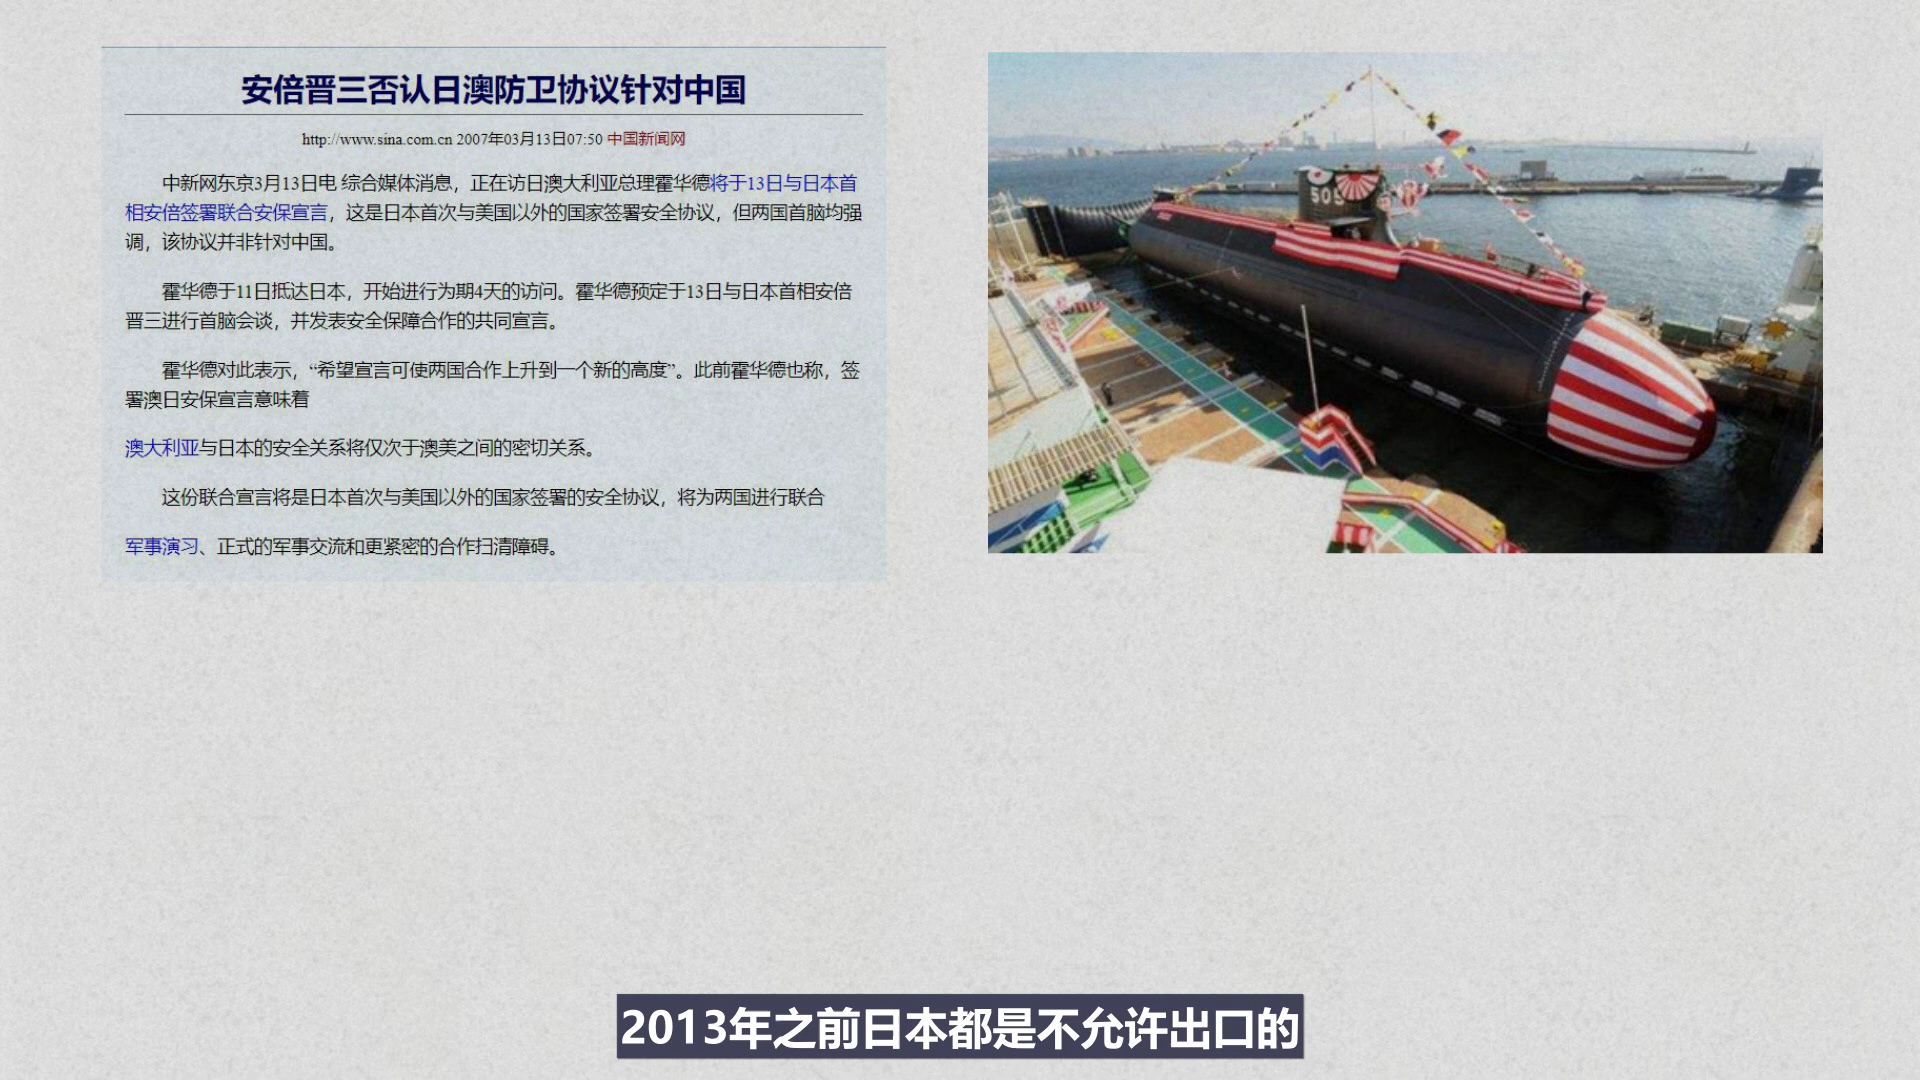 安倍晋三否认日澳防卫协议针对中国
http://www.sina.com.cn 2007年03月13日07:50 中国新闻网
中新网东京3月13日电 综合媒体消息，正在访日澳大利亚总理霍华德将于13日与日本首
相安倍签署联合安保宣言，这是日本首次与美国以外的国家签署安全协议，但两国首脑均强
调，该协议并非针对中国。
霍华德于11日抵达日本，开始进行为期4天的访问。霍华德预定于13日与日本首相安倍
晋三进行首脑会谈，并发表安全保障合作的共同宣言。
霍华德对此表示，“希望宣言可使两国合作上升到一个新的高度”。此前霍华德也称，签
署澳日安保宣言意味着
澳大利亚与日本的安全关系将仅次于澳美之间的密切关系。
这份联合宣言将是日本首次与美国以外的国家签署的安全协议，将为两国进行联合
军事演习、正式的军事交流和更紧密的合作扫清障碍。
505
2013年之前日本都是不允许出口的